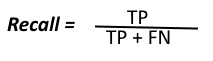 Recall = TP
TP + FN